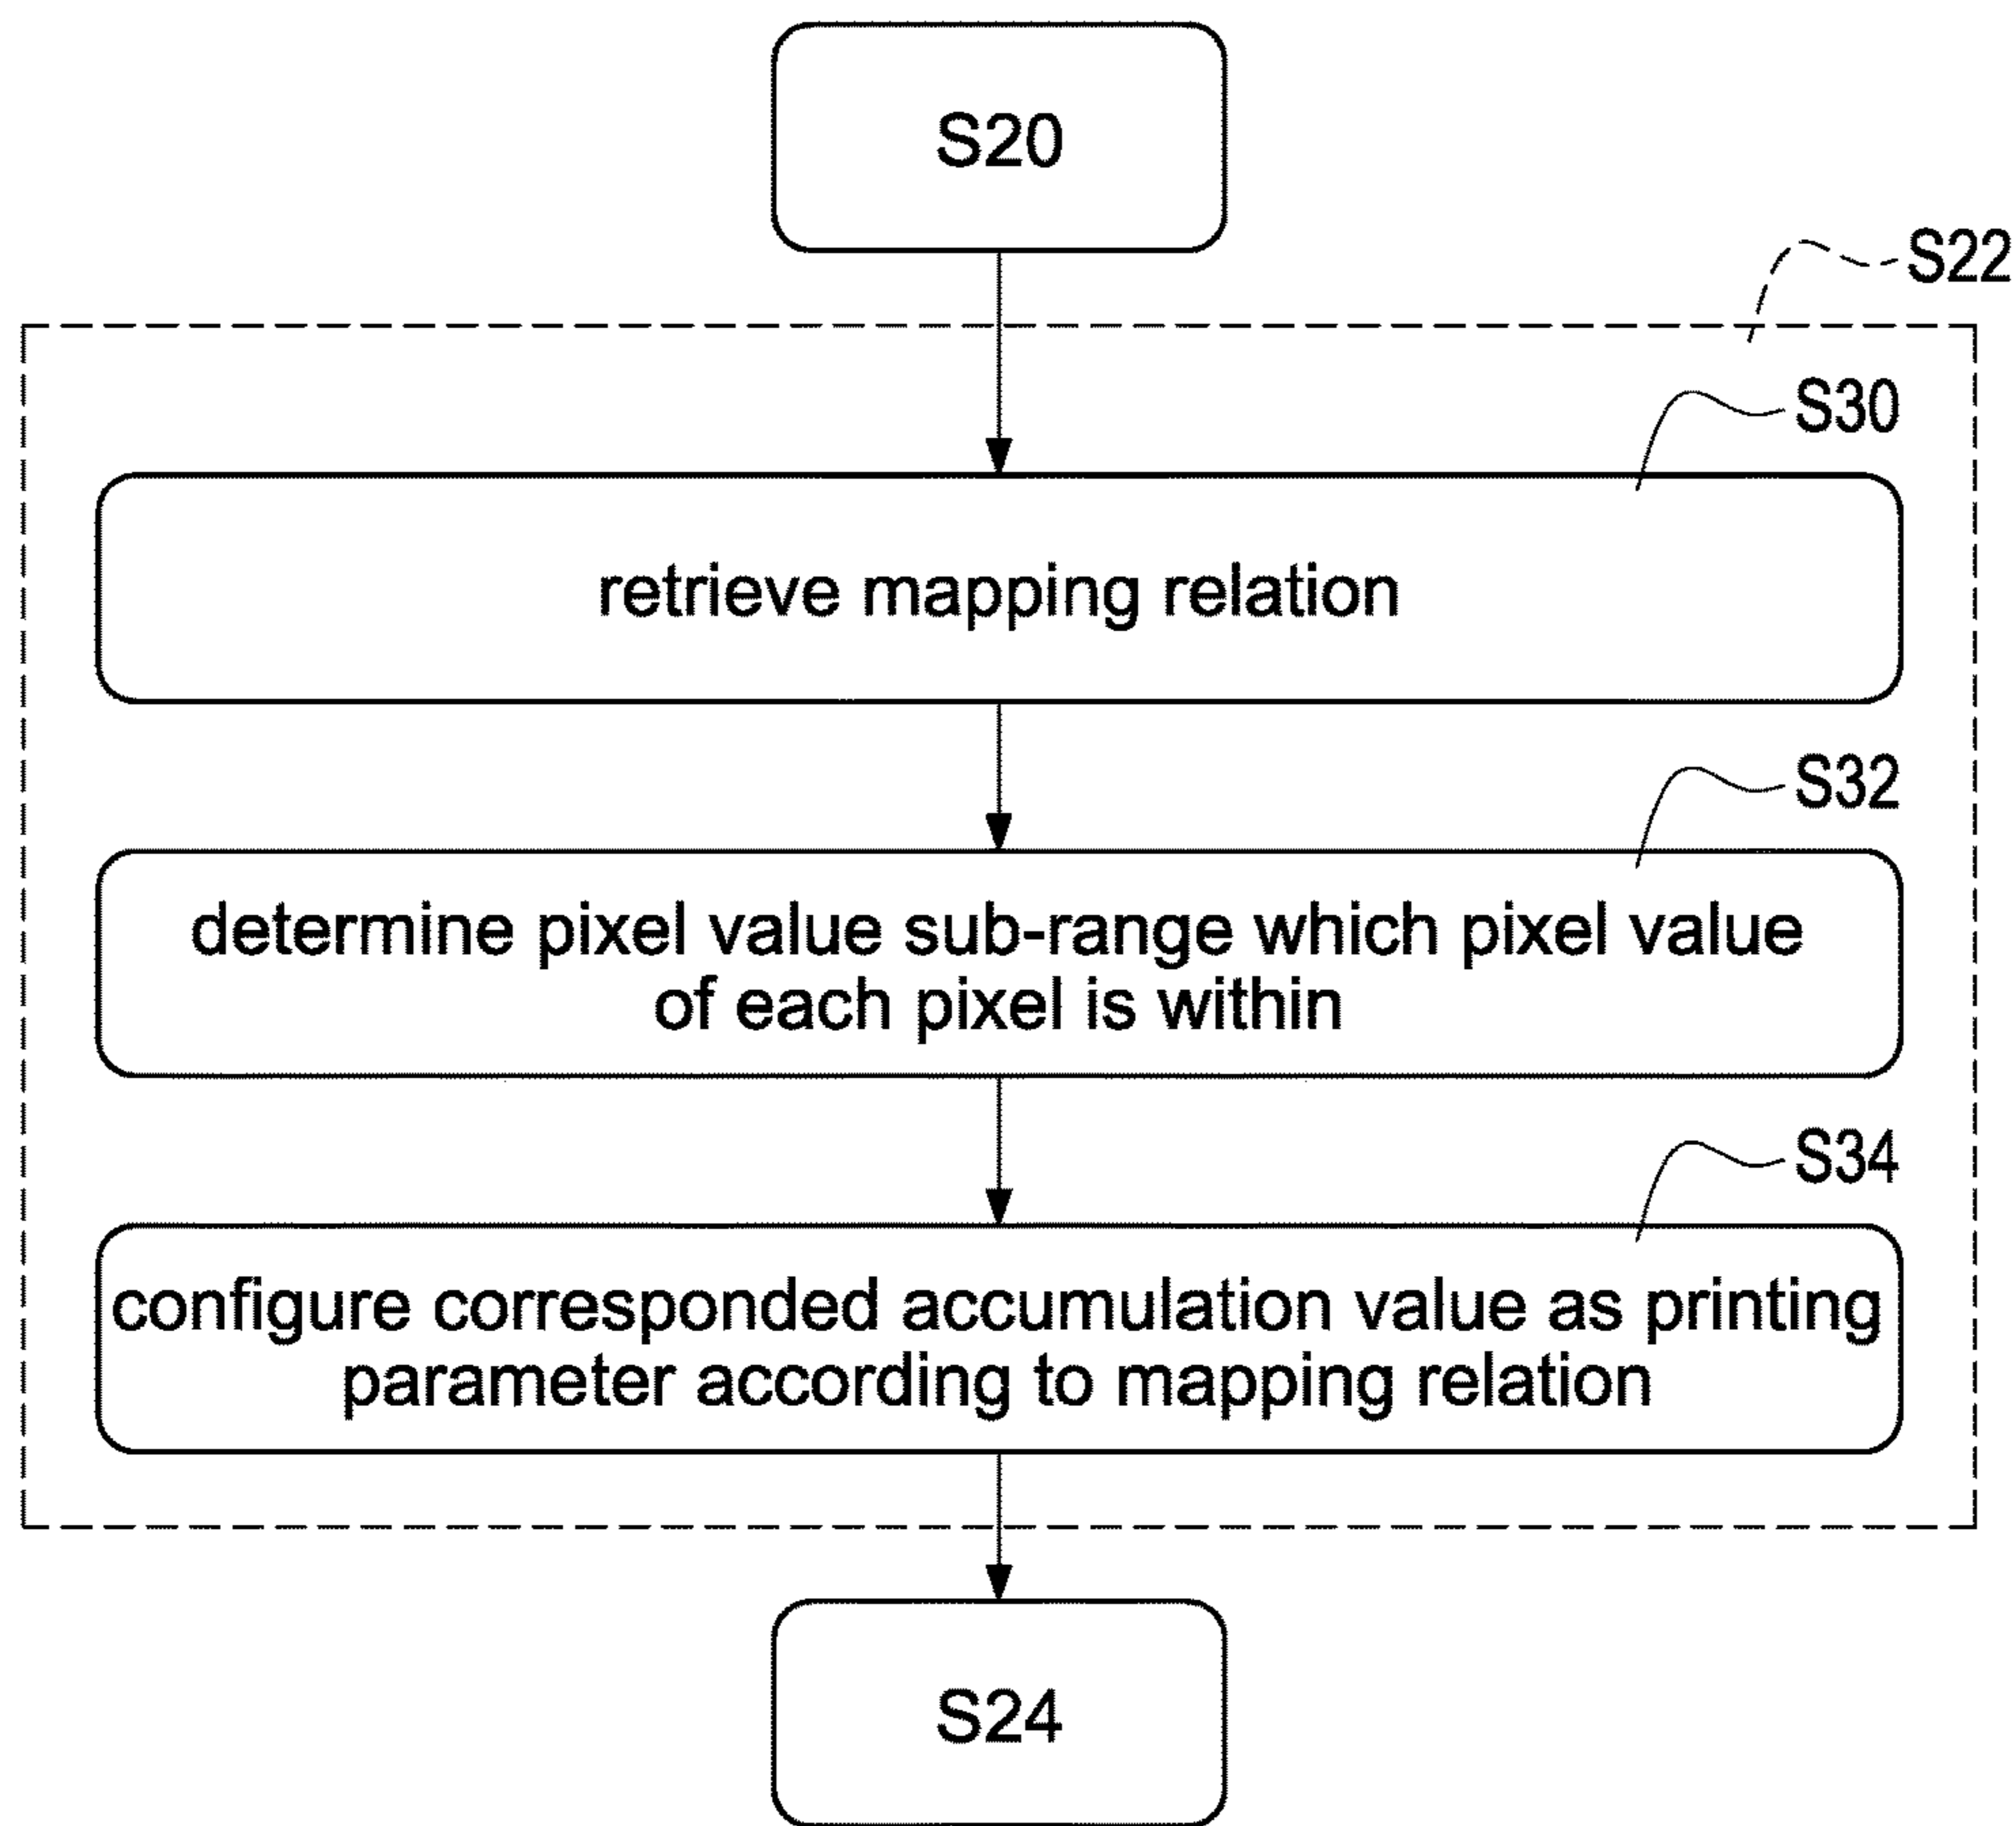 S20
S22
S30
retrieve mapping relation
S32
determine pixel value sub-range which pixel value
of each pixel is within
S34
configure corresponded accumulation value as printing
parameter according to mapping relation
S24